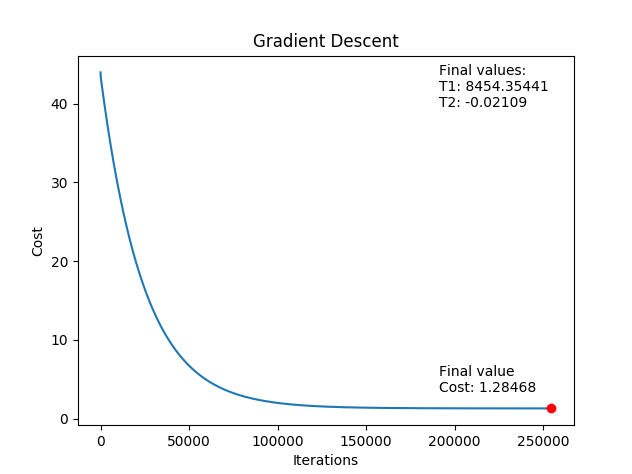 Gradient Descent
Final values:
T1: 8454.35441
T2: -0.02109
40
30
Cost
20
10
Final value
Cost: 1.28468
0
0 50000 100000 150000 200000 250000
Iterations